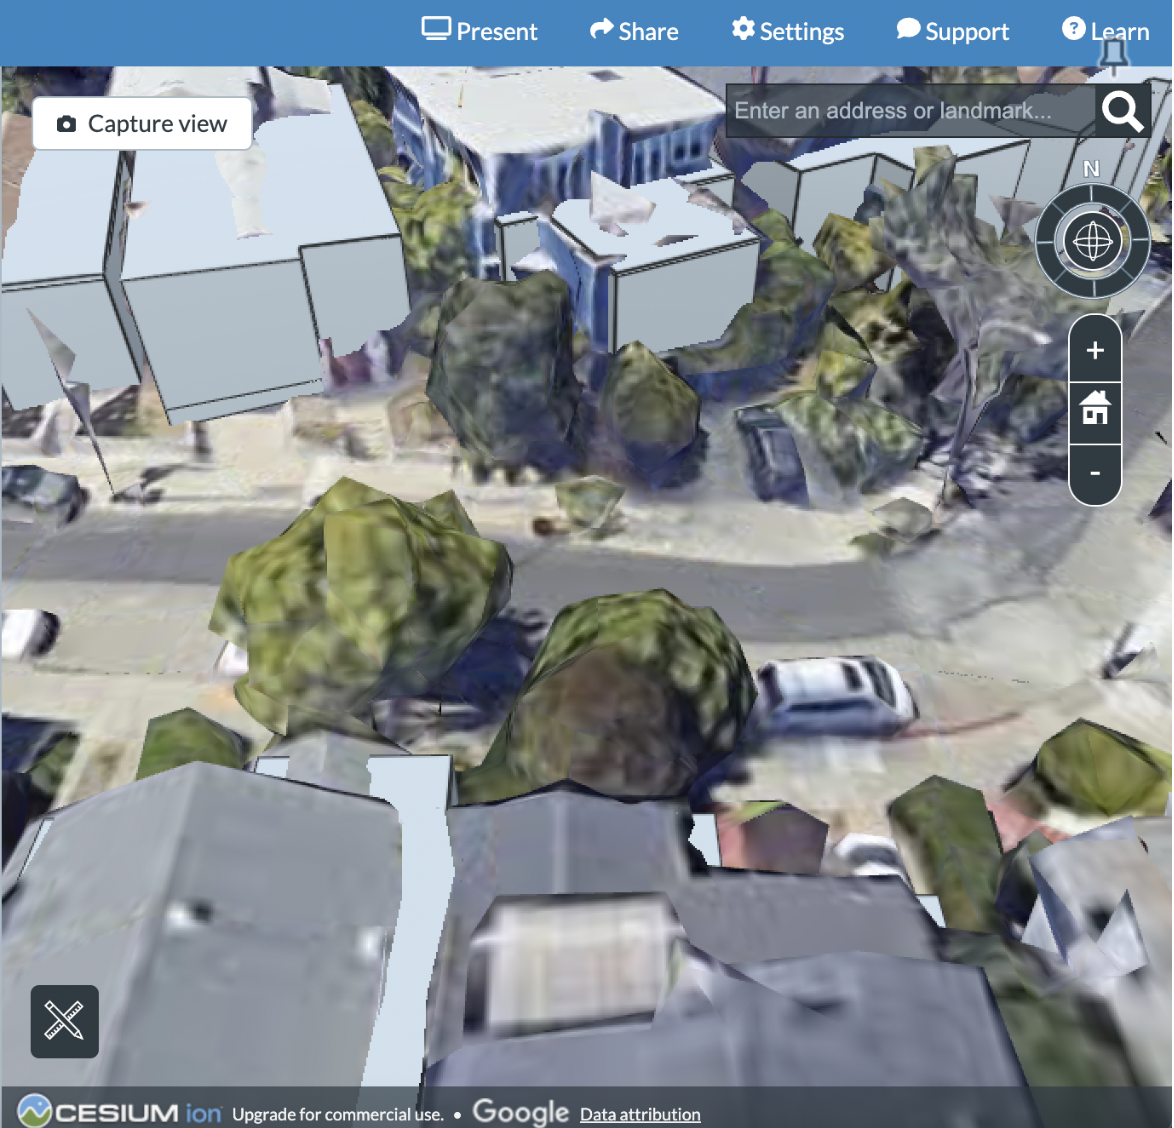 Present Share Settings Support Learn
Capture view
Enter an address or landmark...
N
+
-
CESIUM ion Upgrade for commercial use. • Google Data attribution